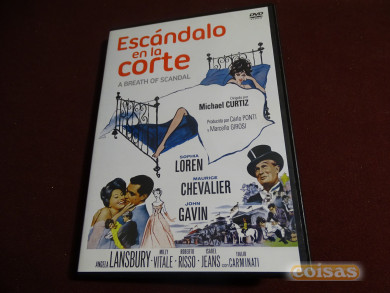 DVD
Escándalo
en la
corte
A BREATH OF SCANDAL
Dirigida por
Michael CURTIZ
Producida por Carlo PONTI
y Marcello GIROSI
SOPHIA
LOREN
MAURICE
CHEVALIER
JOHN
GAVIN
ANGELA LANSBURY MILLY VITALE ROBERTO RISSO ISABEL JEANS TULLIO CARMINATI
coisas